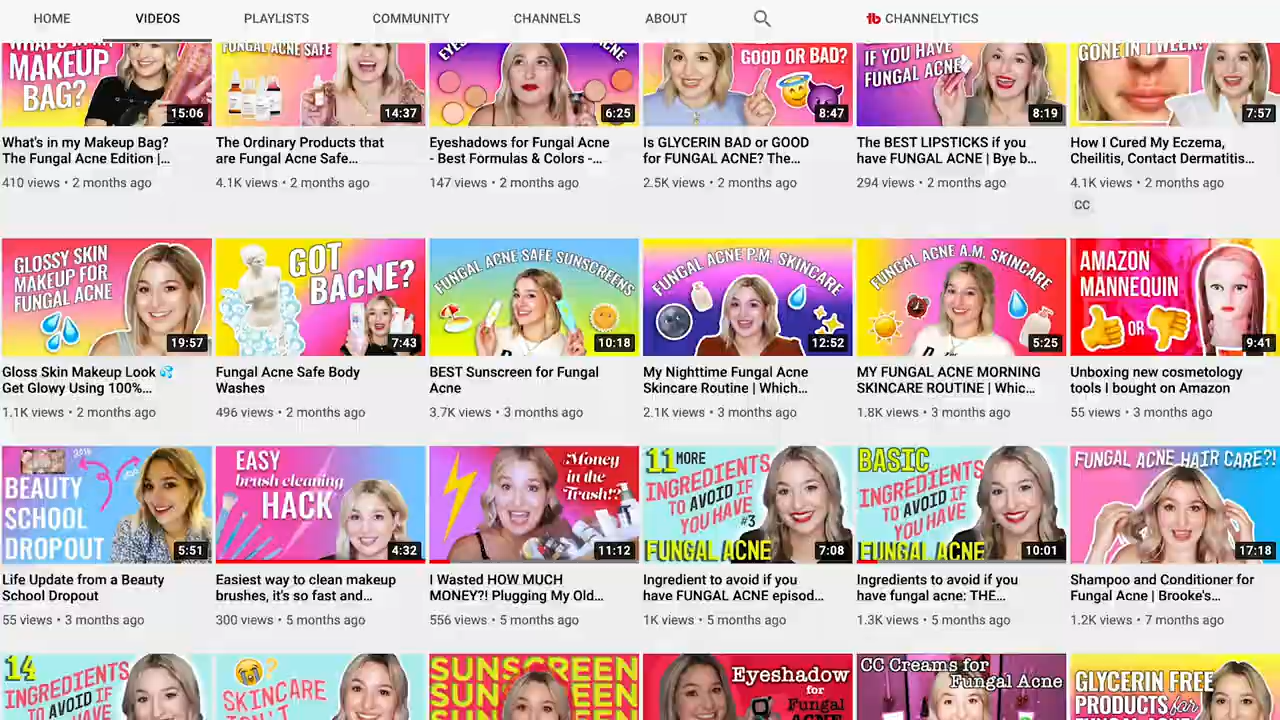 HOME
VIDEOS
PLAYLISTS
COMMUNITY
CHANNELS
ABOUT
CHANNELYTICS
WHAT'S IN MY
MAKEUP
BAG?
15:06
FUNGAL ACNE SAFE
14:37
6:25
GOOD OR BAD?
8:47
IF YOU HAVE
FUNGAL ACNE
8:19
GONE IN 1 WEEK!
7:57
What's in my Makeup Bag?
The Fungal Acne Edition |...
410 views • 2 months ago
The Ordinary Products that
are Fungal Acne Safe...
4.1K views • 2 months ago
Eyeshadows for Fungal Acne
- Best Formulas & Colors -...
147 views • 2 months ago
Is GLYCERIN BAD or GOOD
for FUNGAL ACNE? The...
2.5K views • 2 months ago
The BEST LIPSTICKS if you
have FUNGAL ACNE | Bye b...
294 views • 2 months ago
How I Cured My Eczema,
Cheilitis, Contact Dermatitis...
4.1K views • 2 months ago
CC
GLOSSY SKIN
MAKEUP FOR
FUNGAL ACNE
19:57
GOT
BACNE?
7:43
FUNGAL ACNE SAFE SUNSCREENS
10:18
FUNGAL ACNE P.M. SKINCARE
12:52
FUNGAL ACNE A.M. SKINCARE
5:25
AMAZON
MANNEQUIN
OR
9:41
Gloss Skin Makeup Look 💦
Get Glowy Using 100%...
1.1K views • 2 months ago
Fungal Acne Safe Body
Washes
496 views • 2 months ago
BEST Sunscreen for Fungal
Acne
3.7K views • 3 months ago
My Nighttime Fungal Acne
Skincare Routine | Which...
2.1K views • 3 months ago
MY FUNGAL ACNE MORNING
SKINCARE ROUTINE | Whic...
1.8K views • 3 months ago
Unboxing new cosmetology
tools I bought on Amazon
55 views • 3 months ago
BEAUTY
SCHOOL
DROPOUT
5:51
EASY
brush cleaning
HACK
4:32
Money
in the
Trash!?
11:12
11 MORE
INGREDIENTS
TO AVOID IF
YOU HAVE
#3
FUNGAL ACNE
7:08
BASIC
INGREDIENTS
TO AVOID IF
YOU HAVE
FUNGAL ACNE
10:01
FUNGAL ACNE HAIR CARE?!
17:18
Life Update from a Beauty
School Dropout
55 views • 3 months ago
Easiest way to clean makeup
brushes, it's so fast and...
300 views • 5 months ago
I Wasted HOW MUCH
MONEY?! Plugging My Old...
556 views • 5 months ago
Ingredient to avoid if you
have FUNGAL ACNE episod...
1K views • 5 months ago
Ingredients to avoid if you
have fungal acne: THE...
1.3K views • 5 months ago
Shampoo and Conditioner for
Fungal Acne | Brooke's...
1.2K views • 7 months ago
14
INGREDIENTS
TO AVOID IF
HAVE
SKINCARE
ISN'T
SUNSCREEN
SUNSCREEN
SUNSCREEN
Eyeshadow
for
Fungal
ACNE
CC Creams for
Fungal Acne
GLYCERIN FREE
PRODUCTS for